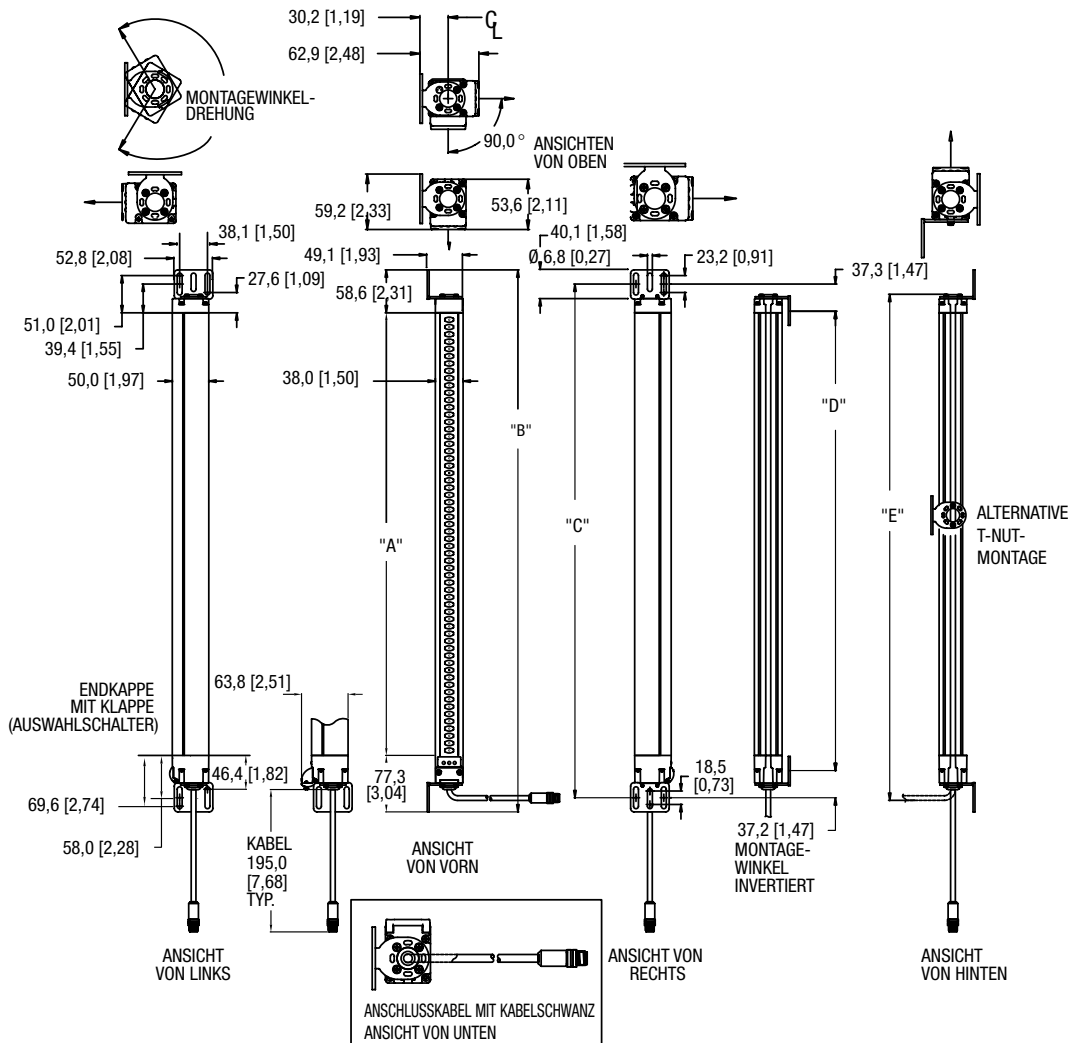 30,2 [1,19]
62,9 [2,48]
CL
MONTAGEWINKEL-
DREHUNG
90,0°
ANSICHTEN
VON OBEN
59,2 [2,33]
53,6 [2,11]
38,1 [1,50]
52,8 [2,08]
27,6 [1,09]
51,0 [2,01]
39,4 [1,55]
50,0 [1,97]
49,1 [1,93]
58,6 [2,31]
38,0 [1,50]
40,1 [1,58]
Ø 6,8 [0,27]
23,2 [0,91]
37,3 [1,47]
"A"
"B"
"C"
"D"
"E"
ALTERNATIVE
T-NUT-
MONTAGE
ENDKAPPE
MIT KLAPPE
(AUSWAHLSCHALTER)
63,8 [2,51]
46,4 [1,82]
69,6 [2,74]
58,0 [2,28]
KABEL
195,0
[7,68]
TYP.
77,3
[3,04]
18,5
[0,73]
37,2 [1,47]
MONTAGE-
WINKEL
INVERTIERT
ANSICHT
VON VORN
ANSICHT
VON LINKS
ANSICHT VON
RECHTS
ANSICHT
VON HINTEN
ANSCHLUSSKABEL MIT KABELSCHWANZ
ANSICHT VON UNTEN